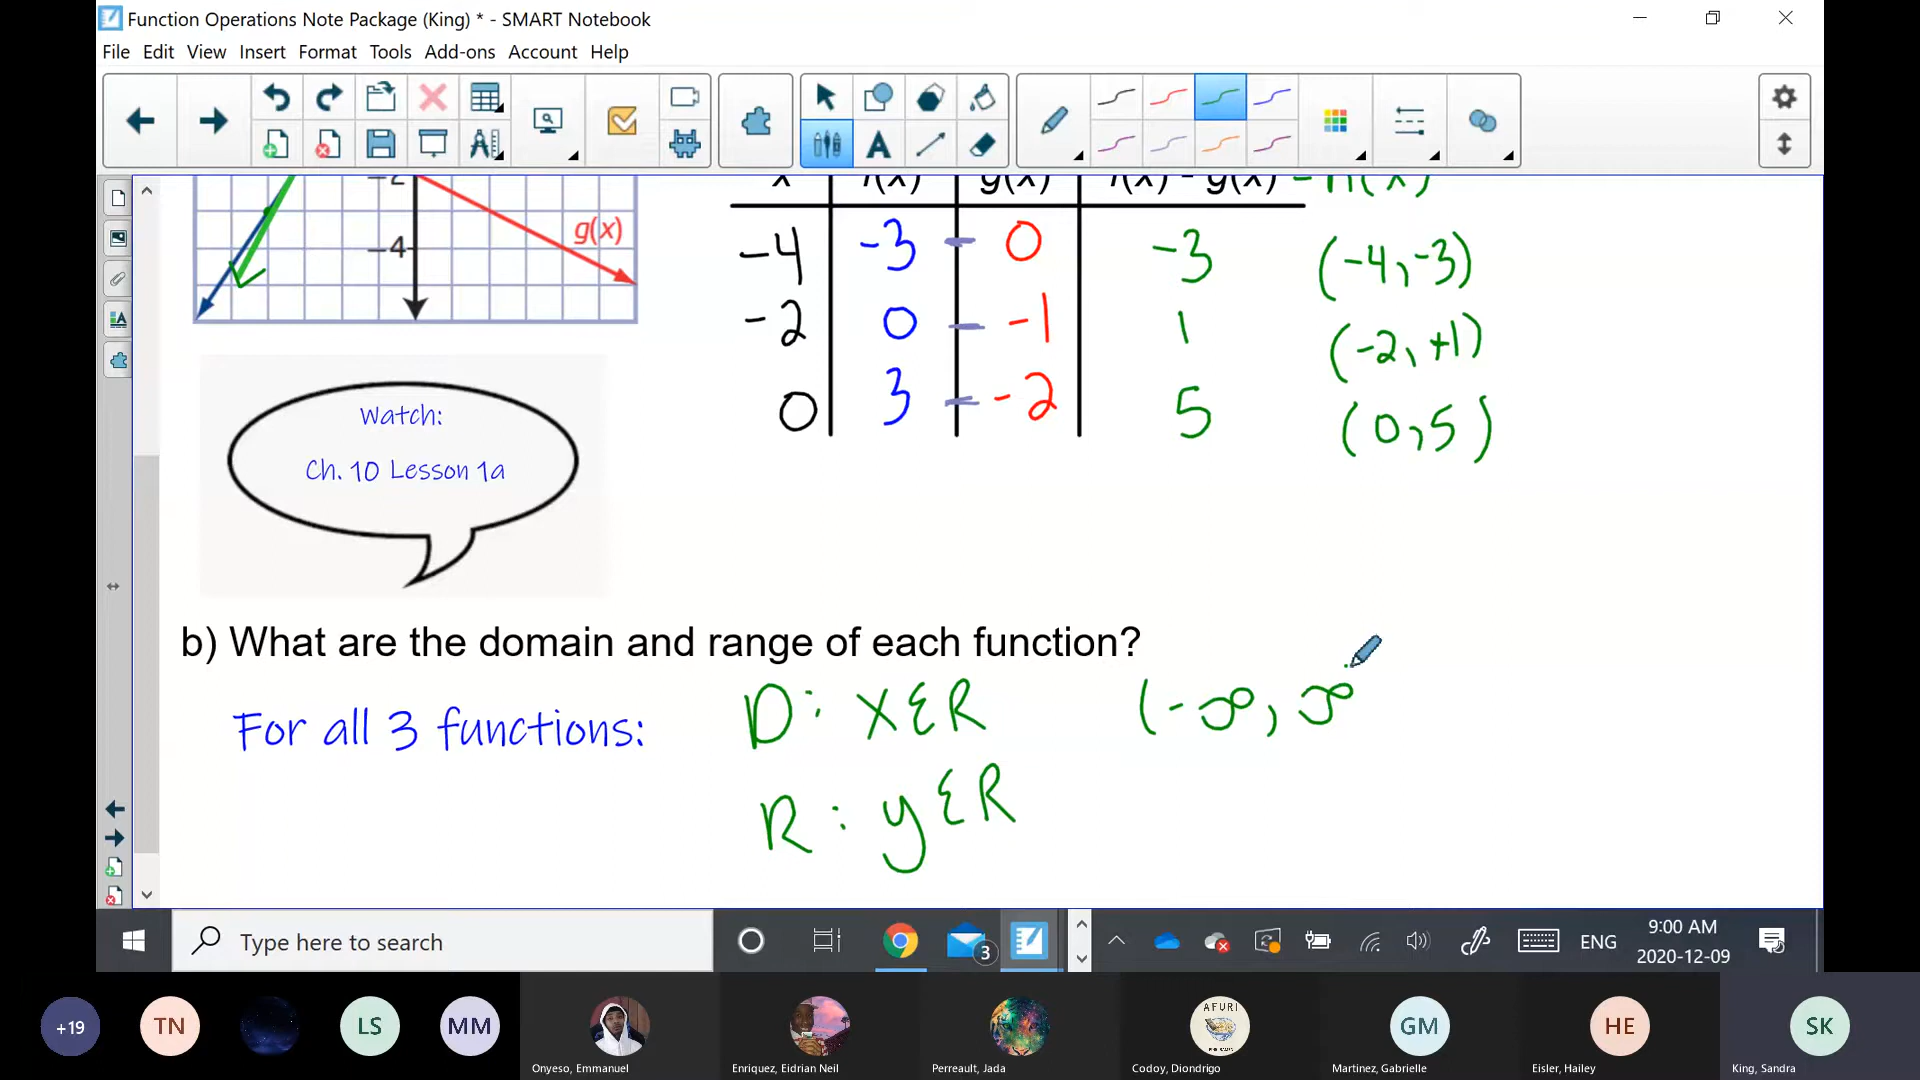 Function Operations Note Package (King) * - SMART Notebook
File Edit View Insert Format Tools Add-ons Account Help
x f(x) g(x) f(x) - g(x) = h(x)
-2
-4
g(x)
-4 -3 - 0 -3 (-4, -3)
-2 0 - -1 1 (-2, +1)
0 3 - -2 5 (0, 5)
Watch:
Ch. 10 Lesson 1a
b) What are the domain and range of each function?
For all 3 functions:
D: X ε R (-∞, ∞
R: y ε R
Type here to search
3
ENG
9:00 AM
2020-12-09
+19 TN LS MM AFURI GM HE SK
Onyeso, Emmanuel Enriquez, Eidrian Neil Perreault, Jada Codoy, Diondrigo Martinez, Gabrielle Eisler, Hailey King, Sandra